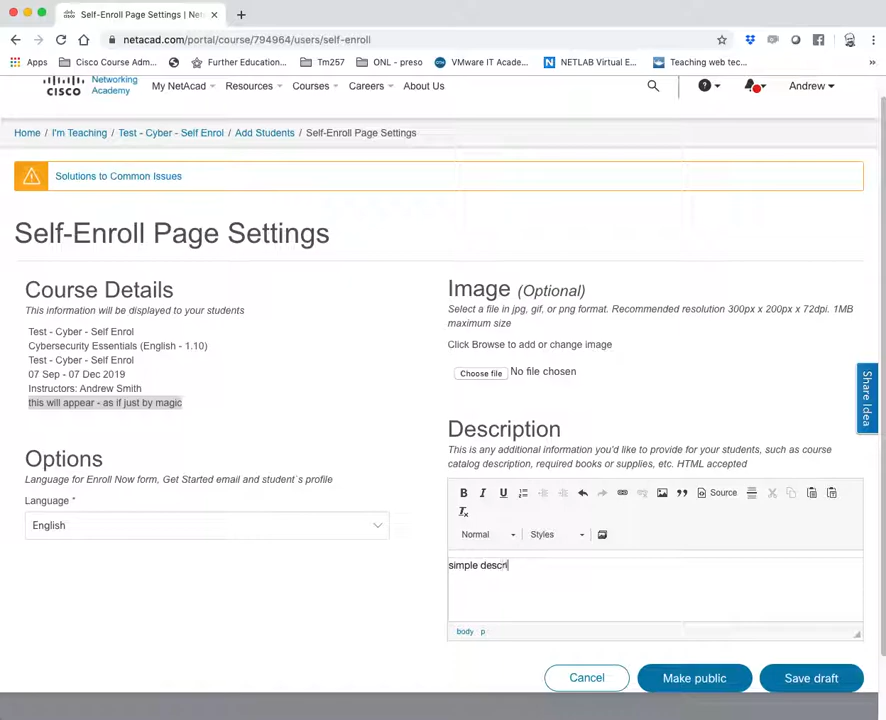 Self-Enroll Page Settings | Net
netacad.com/portal/course/794964/users/self-enroll
Apps
Cisco Course Adm...
Further Education...
Tm257
ONL - preso
VMware IT Acade...
NETLAB Virtual E...
Teaching web tec...
»
CISCO
Networking
Academy
My NetAcad
Resources
Courses
Careers
About Us
Andrew
Home / I'm Teaching / Test - Cyber - Self Enrol / Add Students / Self-Enroll Page Settings
Solutions to Common Issues
Self-Enroll Page Settings
Course Details
This information will be displayed to your students
Test - Cyber - Self Enrol
Cybersecurity Essentials (English - 1.10)
Test - Cyber - Self Enrol
07 Sep - 07 Dec 2019
Instructors: Andrew Smith
this will appear - as if just by magic
Options
Language for Enroll Now form, Get Started email and student`s profile
Language *
English
Image (Optional)
Select a file in jpg, gif, or png format. Recommended resolution 300px x 200px x 72dpi. 1MB
maximum size
Click Browse to add or change image
Choose file No file chosen
Description
This is any additional information you'd like to provide for your students, such as course
catalog description, required books or supplies, etc. HTML accepted
B I U Source
Normal Styles
simple descri
body p
Share Idea
Cancel
Make public
Save draft